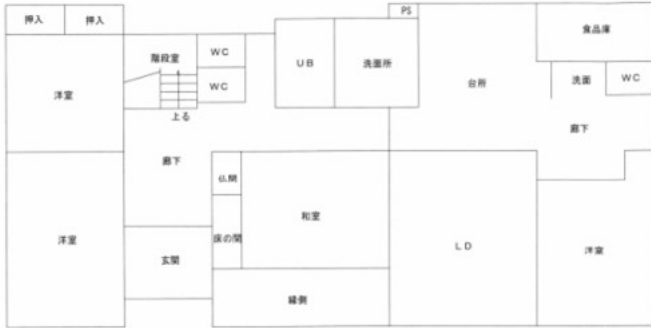 押入
押入
階段室
WC
WC
UB
洗面所
PS
食品庫
台所
洗面
WC
洋室
上る
廊下
廊下
仏間
和室
床の間
洋室
玄関
LD
洋室
縁側